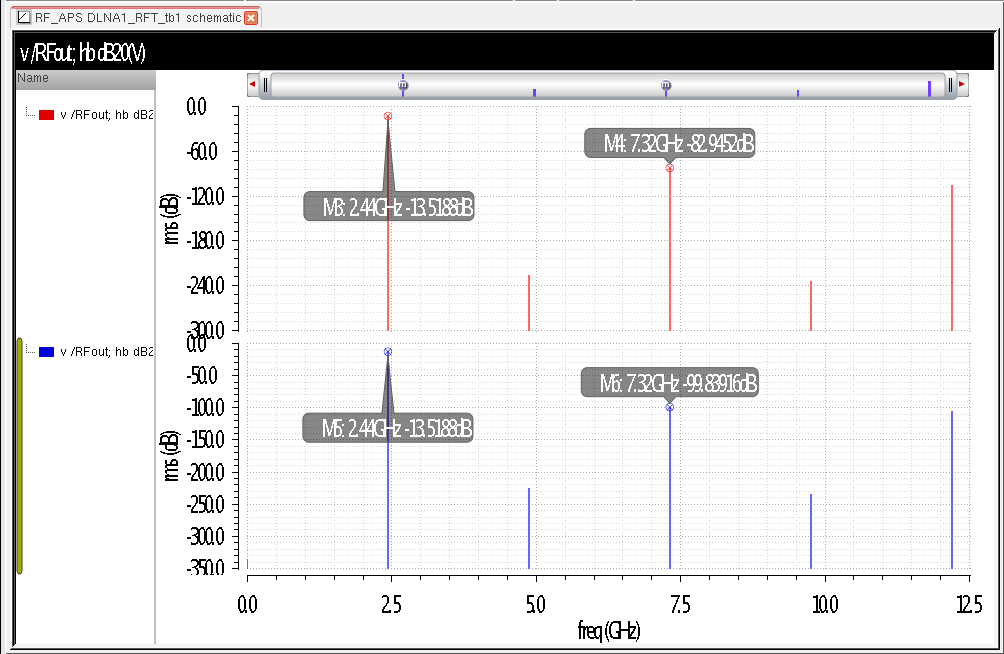 RF_APS DLNA1_RFT_tb1 schematic
v /RFout; hb dB20(V)
Name
v /RFout; hb dB2
v /RFout; hb dB2
0.0
-60.0
-120.0
-180.0
-240.0
-300.0
rms (dB)
M3: 2.44GHz -13.5188dB
M4: 7.32GHz -82.9452dB
0.0
-50.0
-100.0
-150.0
-200.0
-250.0
-300.0
-350.0
rms (dB)
M5: 2.44GHz -13.5188dB
M6: 7.32GHz -99.83916dB
0.0 2.5 5.0 7.5 10.0 12.5
freq (GHz)